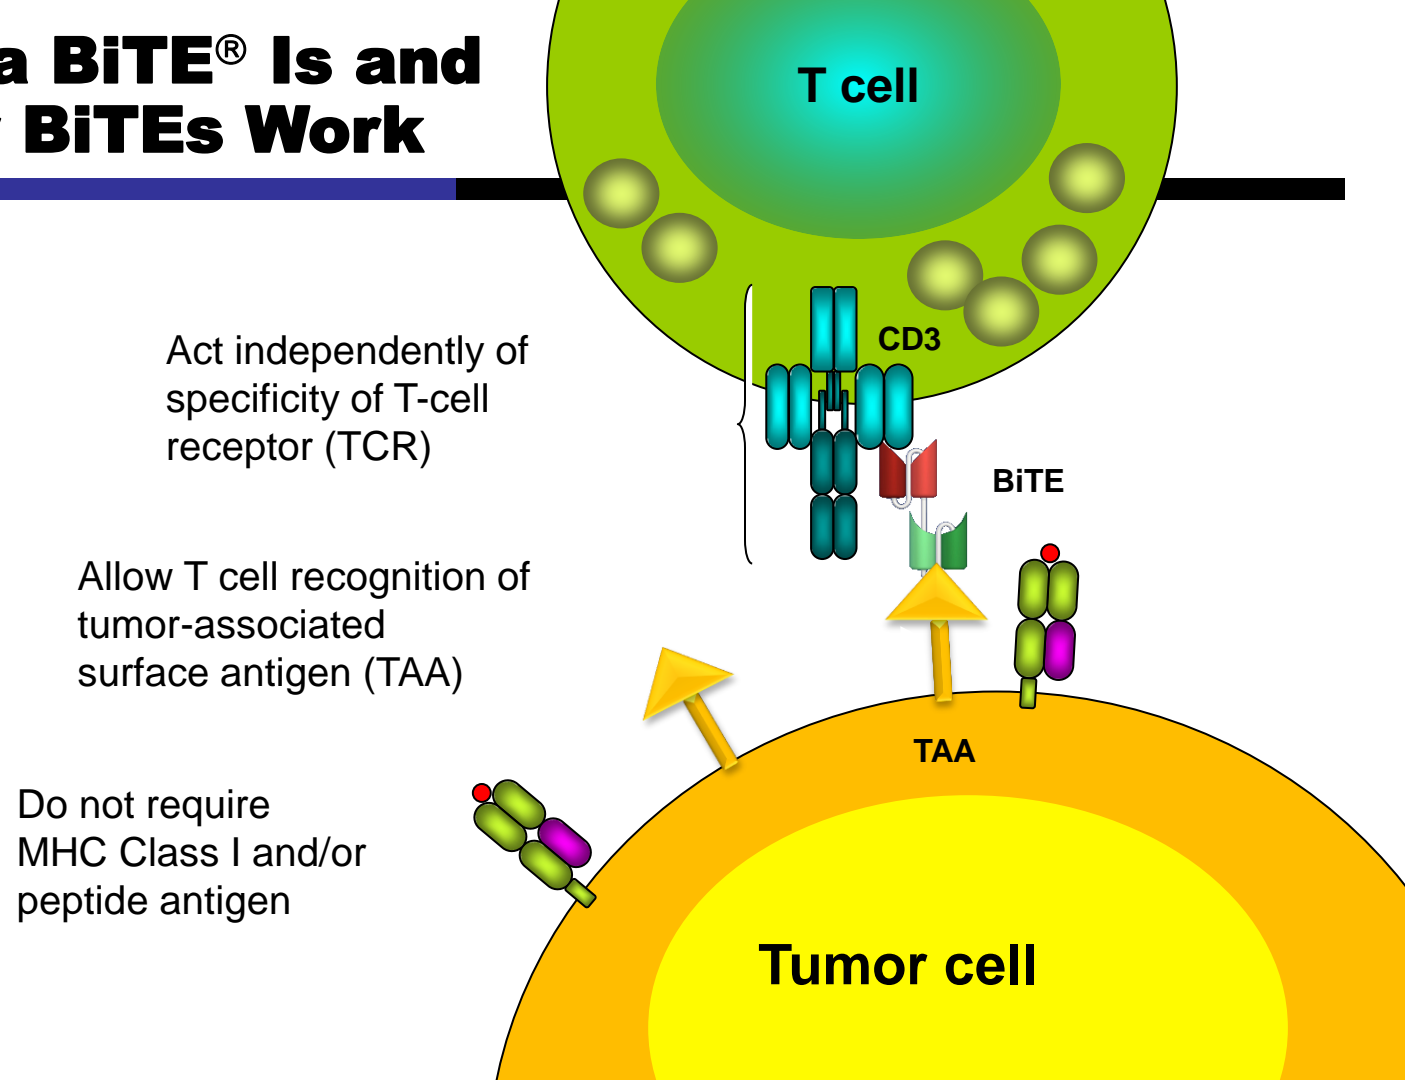 a BiTE® Is and
BiTEs Work
T cell
CD3
Act independently of
specificity of T-cell
receptor (TCR)
BiTE
Allow T cell recognition of
tumor-associated
surface antigen (TAA)
TAA
Do not require
MHC Class I and/or
peptide antigen
Tumor cell